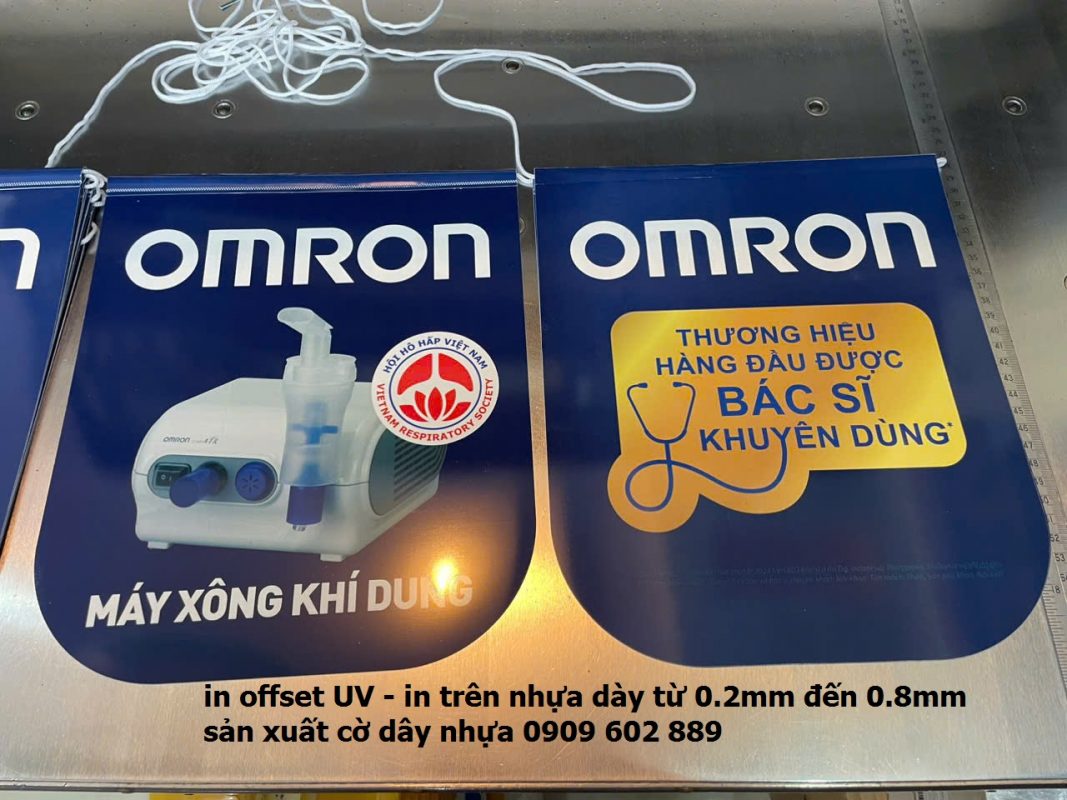 n
OMRON
HỘI HÔ HẤP VIỆT NAM
VIETNAM RESPIRATORY SOCIETY
OMRON
MÁY XÔNG KHÍ DUNG
OMRON
THƯƠNG HIỆU
HÀNG ĐẦU ĐƯỢC
BÁC SĨ
KHUYÊN DÙNG*
in offset UV - in trên nhựa dày từ 0.2mm đến 0.8mm
sản xuất cờ dây nhựa 0909 602 889